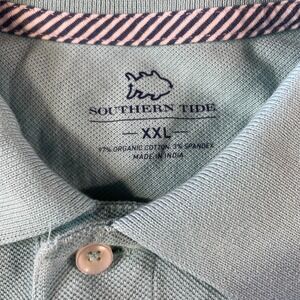 SOUTHERN TIDE
XXL
97% ORGANIC COTTON, 3% SPANDEX
MADE IN INDIA